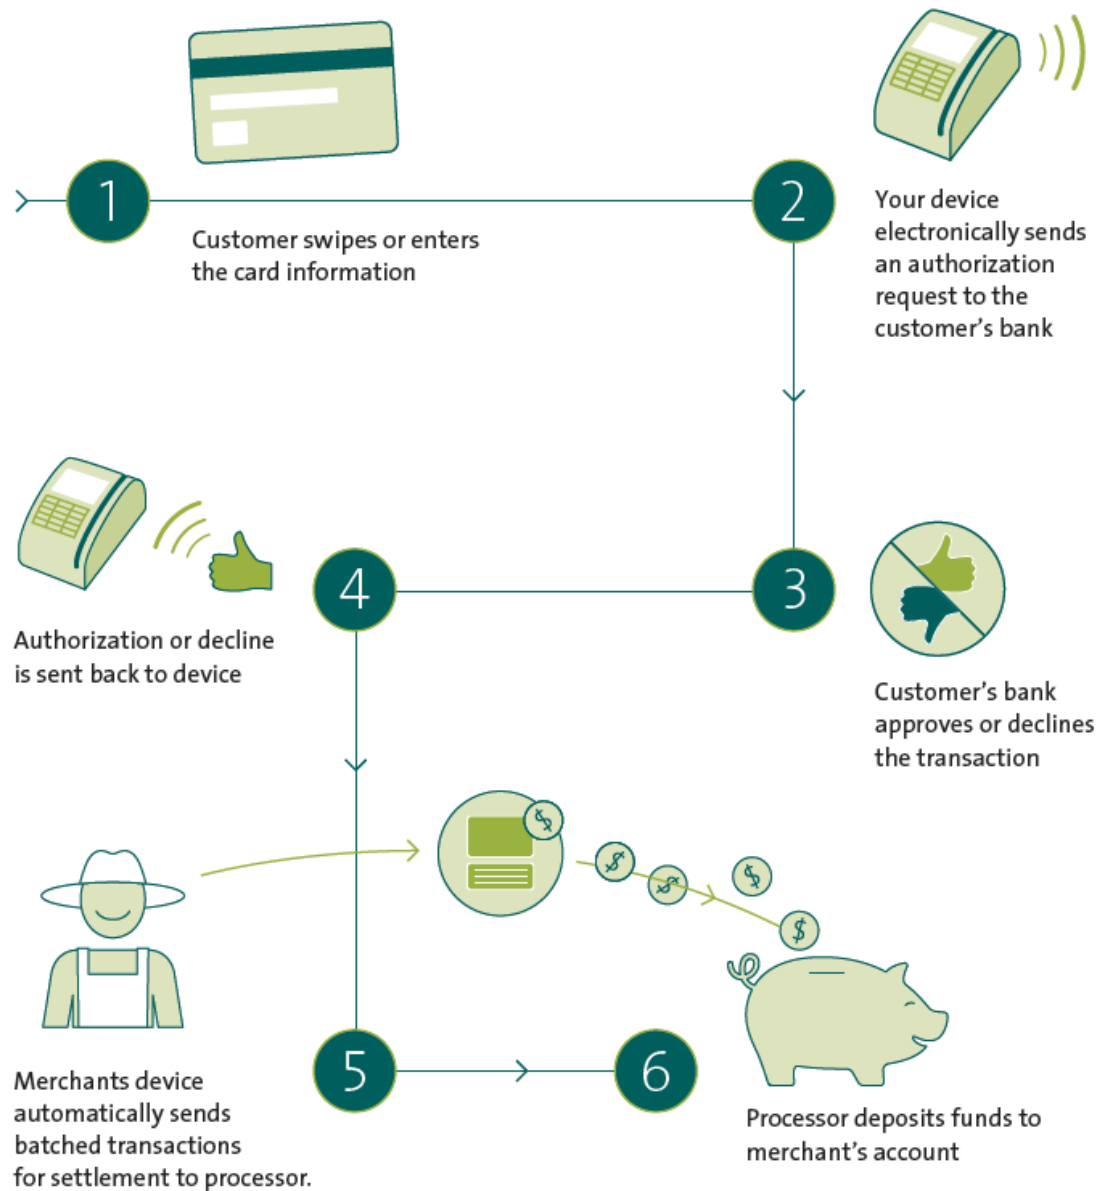 1
Customer swipes or enters
the card information
2
Your device
electronically sends
an authorization
request to the
customer's bank
3
Customer's bank
approves or declines
the transaction
4
Authorization or decline
is sent back to device
5
Merchants device
automatically sends
batched transactions
for settlement to processor.
$
$
$
$
$
6
Processor deposits funds to
merchant's account